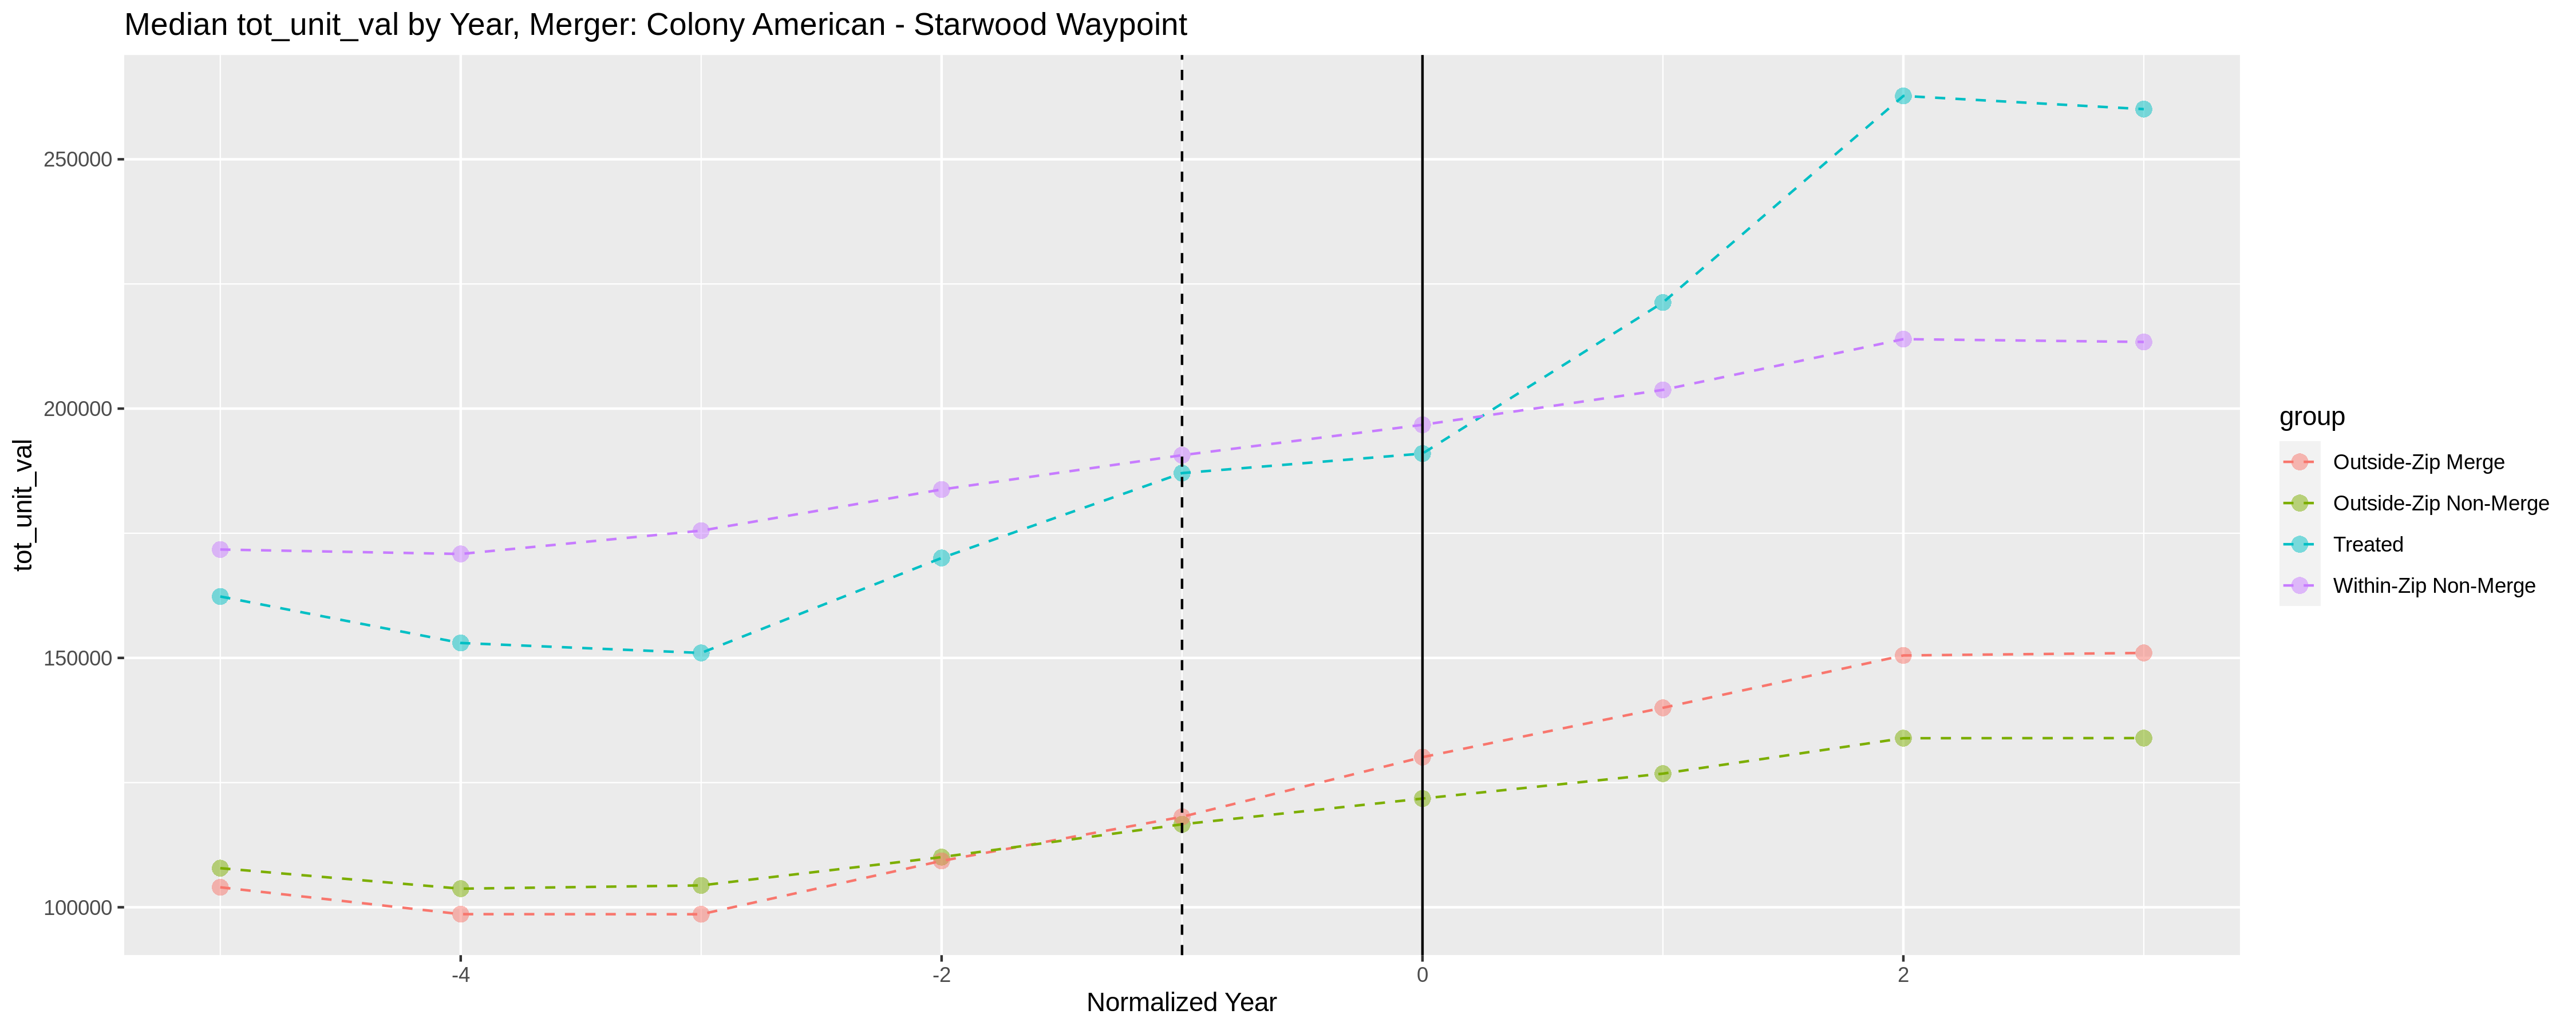 Median tot_unit_val by Year, Merger: Colony American - Starwood Waypoint
tot_unit_val
250000
200000
150000
100000
-4
-2
0
2
Normalized Year
group
Outside-Zip Merge
Outside-Zip Non-Merge
Treated
Within-Zip Non-Merge